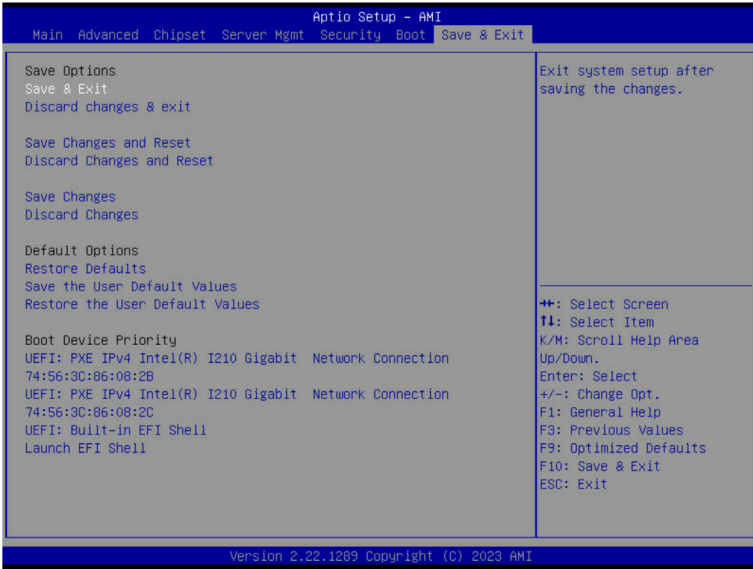 Aptio Setup – AMI
Main Advanced Chipset Server Mgmt Security Boot Save & Exit
Save Options
Save & Exit
Discard changes & exit
Save Changes and Reset
Discard Changes and Reset
Save Changes
Discard Changes
Default Options
Restore Defaults
Save the User Default Values
Restore the User Default Values
Boot Device Priority
UEFI: PXE IPv4 Intel(R) I210 Gigabit  Network Connection
74:56:3C:86:08:2B
UEFI: PXE IPv4 Intel(R) I210 Gigabit  Network Connection
74:56:3C:86:08:2C
UEFI: Built-in EFI Shell
Launch EFI Shell
Exit system setup after
saving the changes.
→←: Select Screen
↑↓: Select Item
K/M: Scroll Help Area
Up/Down.
Enter: Select
+/-: Change Opt.
F1: General Help
F3: Previous Values
F9: Optimized Defaults
F10: Save & Exit
ESC: Exit
Version 2.22.1289 Copyright (C) 2023 AMI